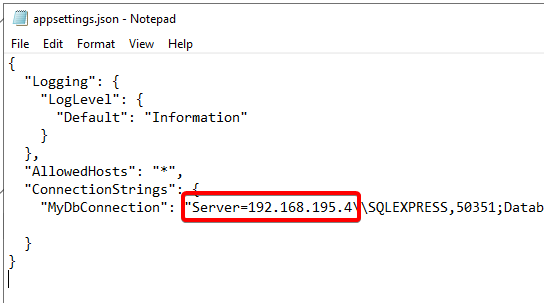 appsettings.json - Notepad
File Edit Format View Help
{
"Logging": {
"LogLevel": {
"Default": "Information"
}
},
"AllowedHosts": "*",
"ConnectionStrings": {
"MyDbConnection": "Server=192.168.195.4\\SQLEXPRESS,50351;Datab
}
}